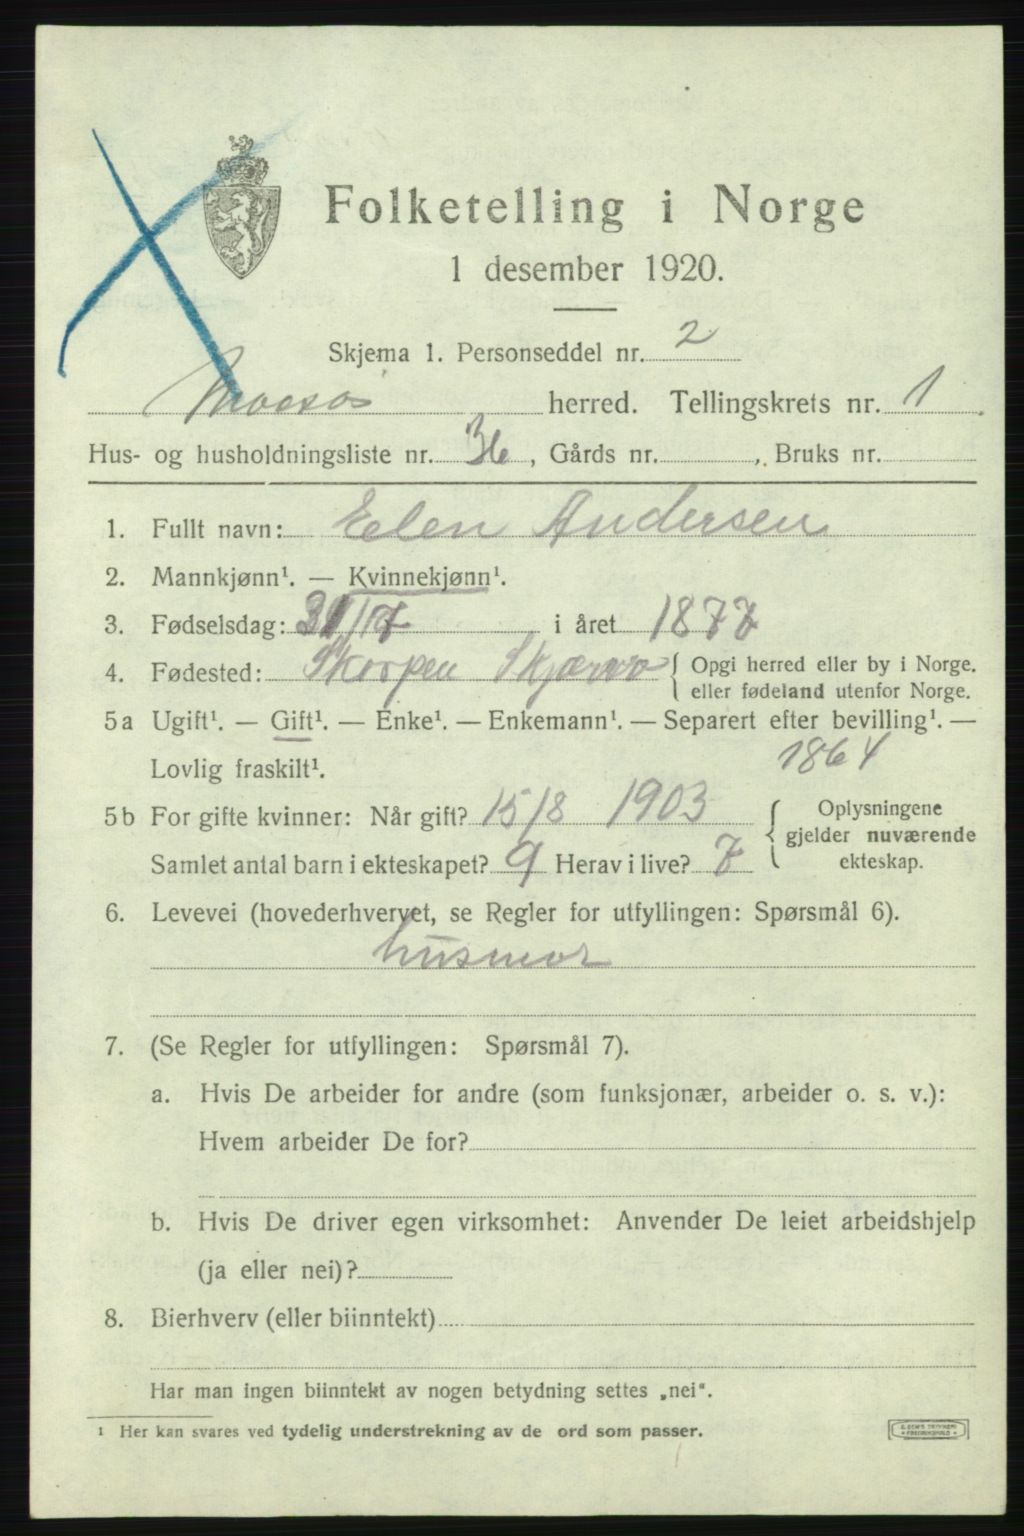 Folketelling i Norge
1 desember 1920.
Skjema 1. Personseddel nr. 2
herred. Tellingskrets nr. 1
Hus- og husholdningsliste nr. 36, Gårds nr. , Bruks nr.
1. Fullt navn: Elen Andersen
2. Mannkjønn¹. — Kvinnekjønn¹.
3. Fødselsdag: i året 1877
4. Fødested: Skorpen Skjærvø { Opgi herred eller by i Norge.
eller fødeland utenfor Norge.
5a Ugift¹. — Gift¹. — Enke¹. — Enkemann¹. — Separert efter bevilling¹. —
Lovlig fraskilt¹. 1864
5b For gifte kvinner: Når gift? 15/8 1903 { Oplysningene
gjelder nuværende
Samlet antal barn i ekteskapet? 9 Herav i live? 7 ekteskap.
6. Levevei (hovederhvervet, se Regler for utfyllingen: Spørsmål 6).
husmor
7. (Se Regler for utfyllingen: Spørsmål 7).
a. Hvis De arbeider for andre (som funksjonær, arbeider o. s. v.):
Hvem arbeider De for?
b. Hvis De driver egen virksomhet: Anvender De leiet arbeidshjelp
(ja eller nei)?
8. Bierhverv (eller biinntekt)
Har man ingen biinntekt av nogen betydning settes „nei".
¹ Her kan svares ved tydelig understrekning av de ord som passer.